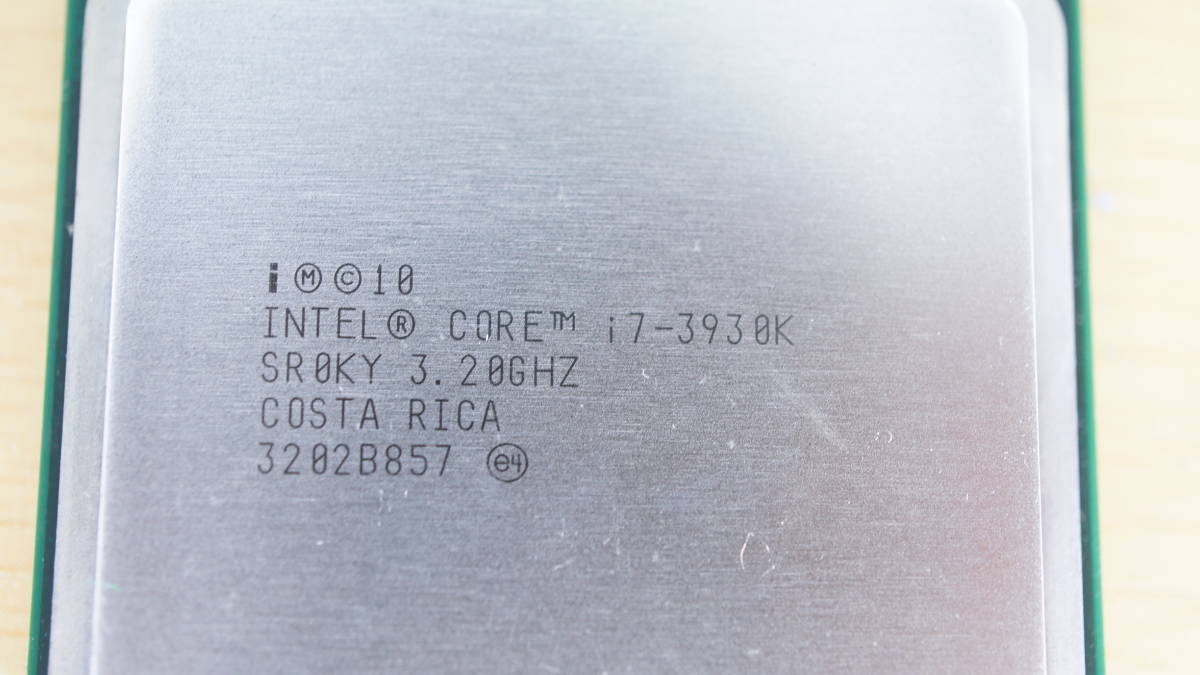 i Ⓜ©10
INTEL® CORE™ i7-3930K
SR0KY 3.20GHZ
COSTA RICA
3202B857 e4